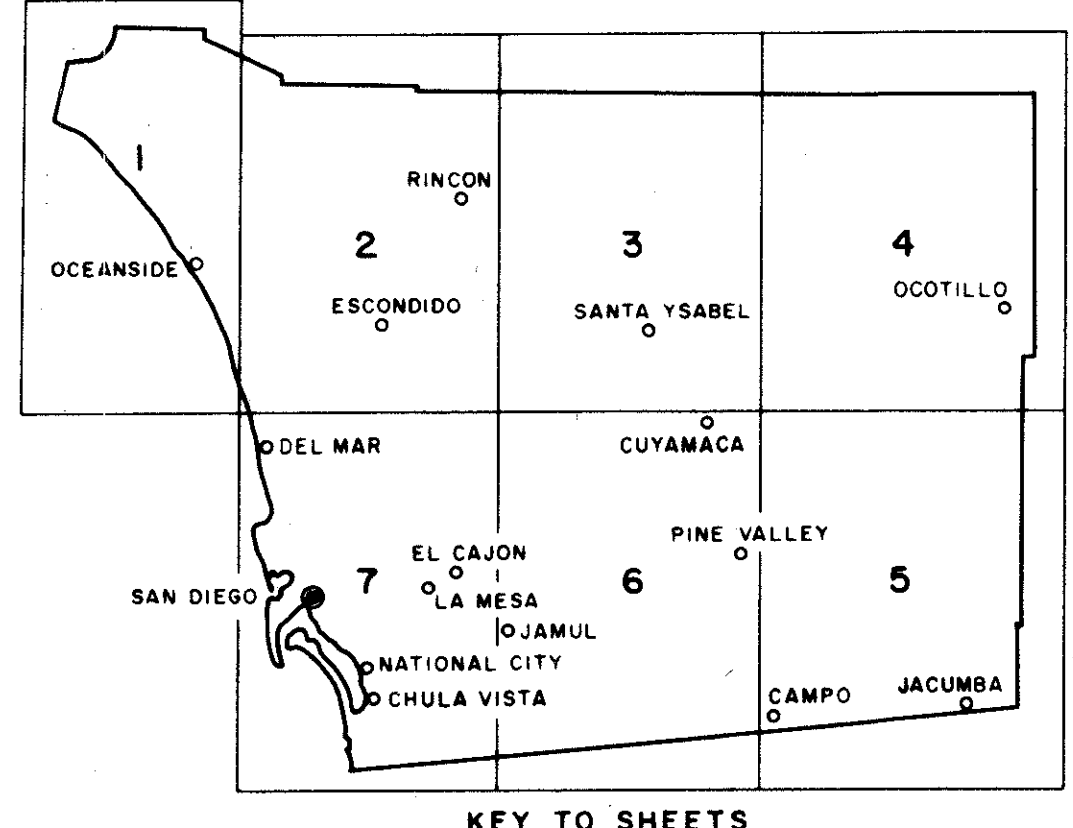 1
RINCON
2
3
4
OCEANSIDE
OCOTILLO
ESCONDIDO
SANTA YSABEL
DEL MAR
CUYAMACA
PINE VALLEY
EL CAJON
7
6
5
SAN DIEGO
LA MESA
JAMUL
NATIONAL CITY
CHULA VISTA
CAMPO
JACUMBA
KEY TO SHEETS